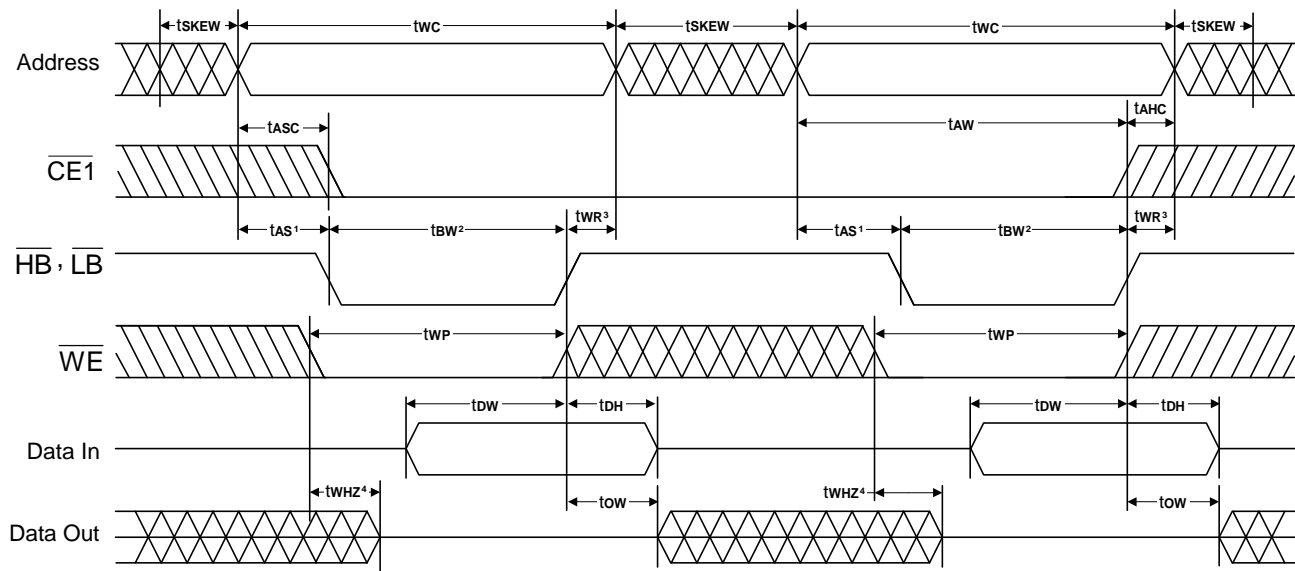 tSKEW tWC tSKEW tWC tSKEW
Address
tASC tAW tAHC
CE1
tAS¹ tBW² tWR³ tAS¹ tBW² tWR³
HB , LB
tWP tWP
WE
tDW tDH tDW tDH
Data In
tWHZ⁴ tOW tWHZ⁴ tOW
Data Out